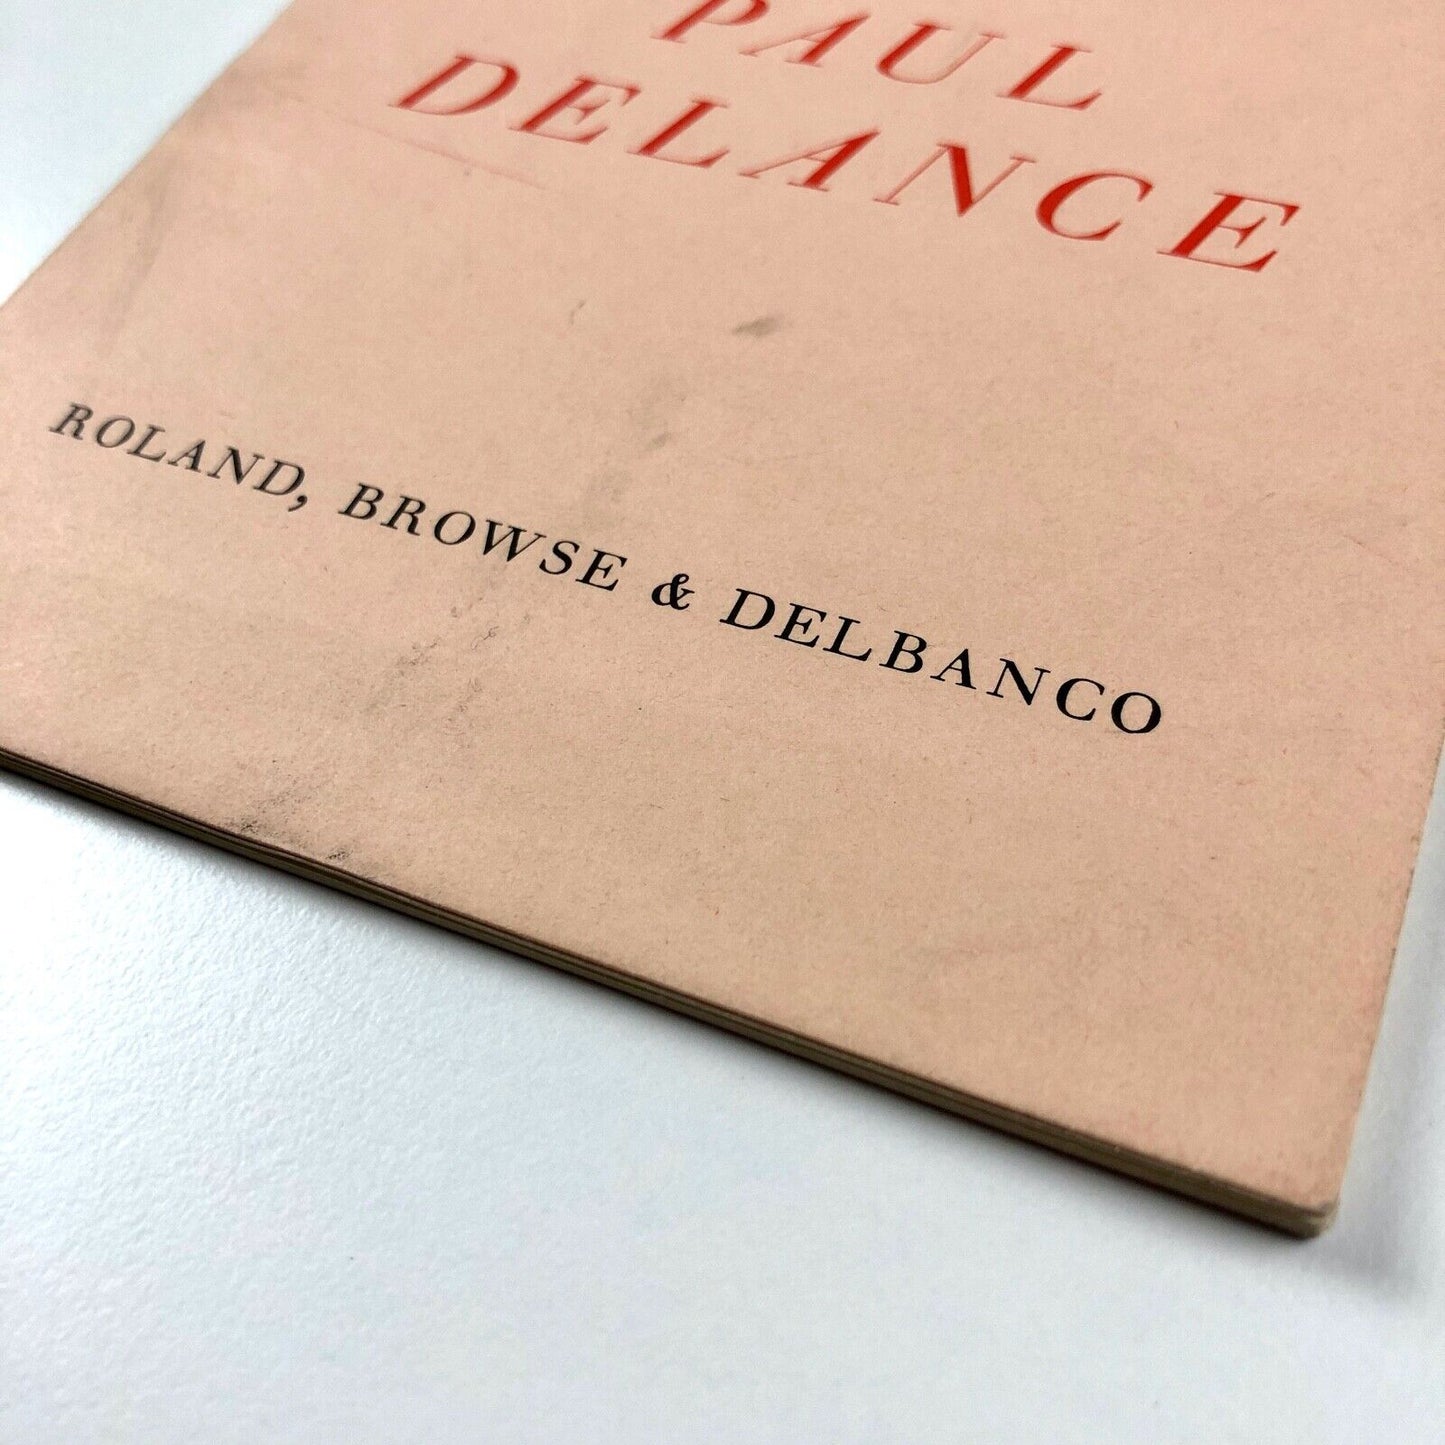 PAUL
DELANCE
ROLAND, BROWSE & DELBANCO